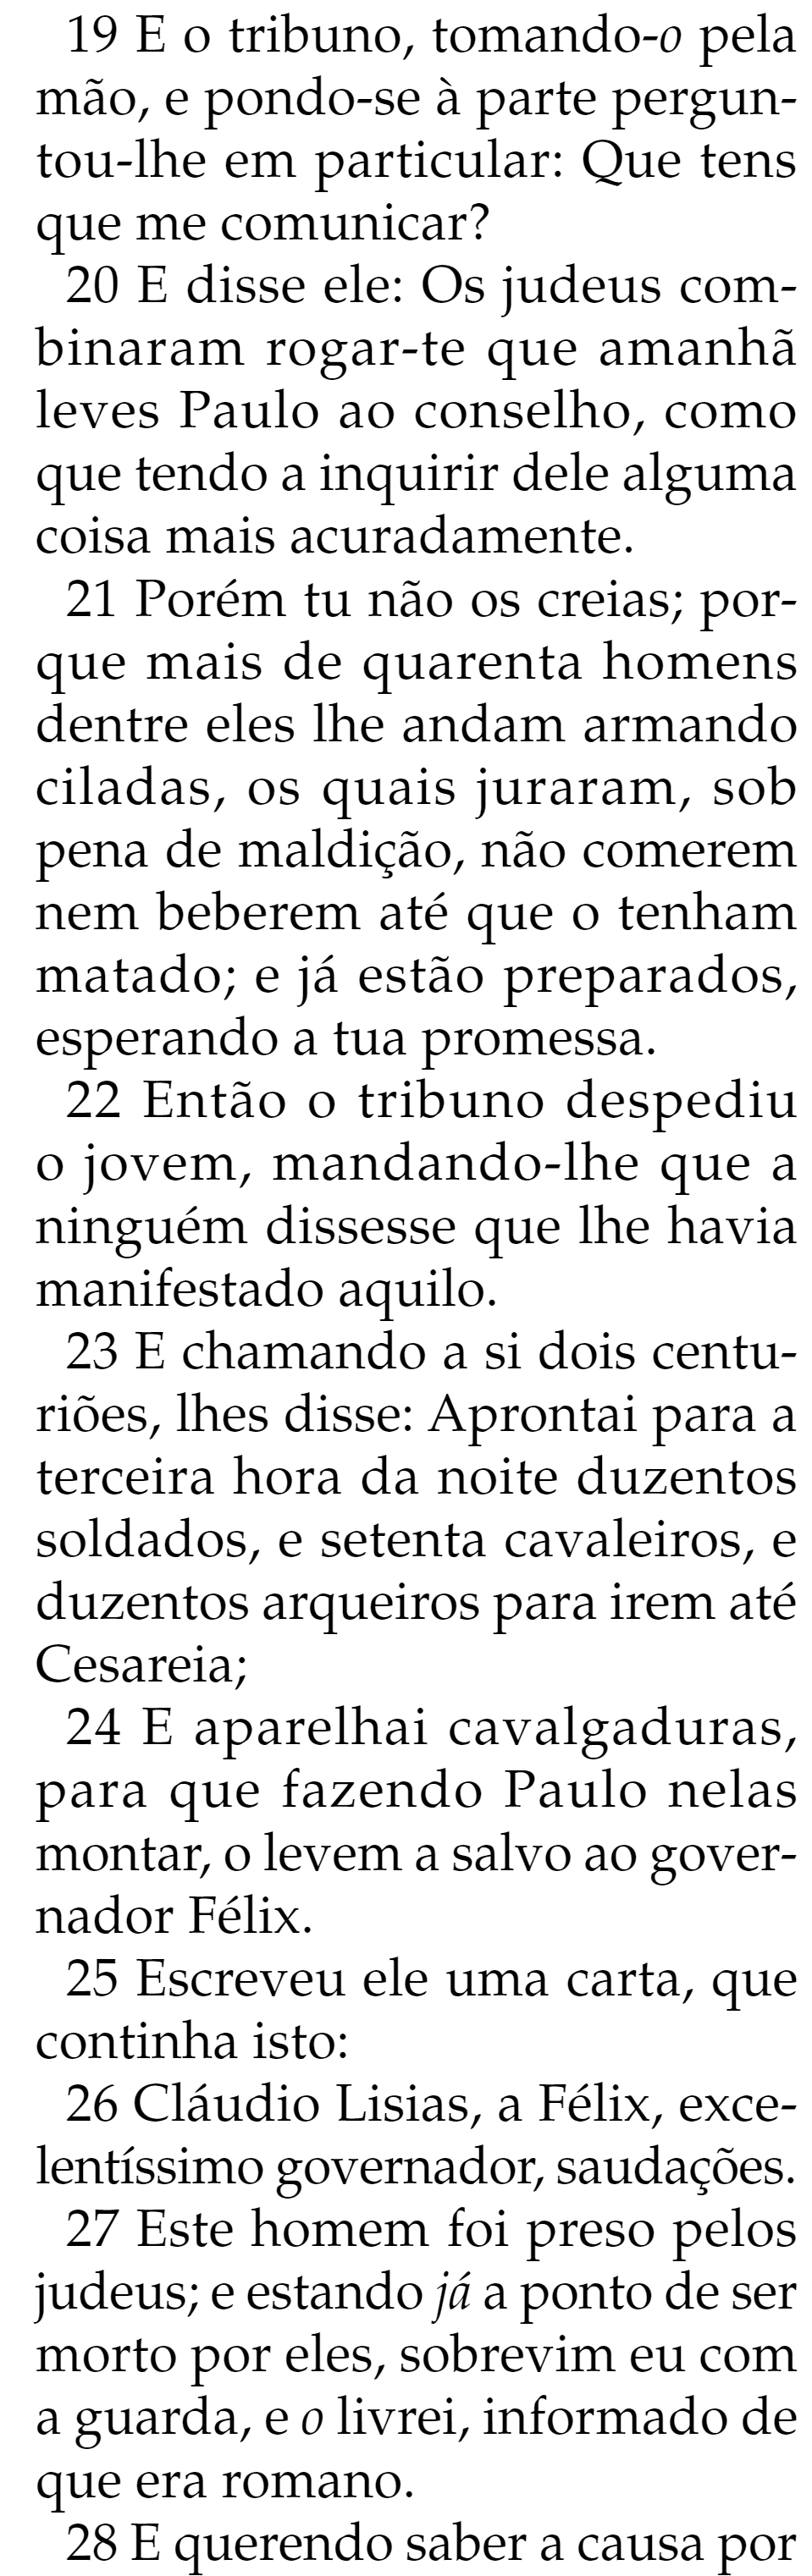 19 E o tribuno, tomando-o pela
mão, e pondo-se à parte pergun-
tou-lhe em particular: Que tens
que me comunicar?
20 E disse ele: Os judeus com-
binaram rogar-te que amanhã
leves Paulo ao conselho, como
que tendo a inquirir dele alguma
coisa mais acuradamente.
21 Porém tu não os creias; por-
que mais de quarenta homens
dentre eles lhe andam armando
ciladas, os quais juraram, sob
pena de maldição, não comerem
nem beberem até que o tenham
matado; e já estão preparados,
esperando a tua promessa.
22 Então o tribuno despediu
o jovem, mandando-lhe que a
ninguém dissesse que lhe havia
manifestado aquilo.
23 E chamando a si dois centu-
riões, lhes disse: Aprontai para a
terceira hora da noite duzentos
soldados, e setenta cavaleiros, e
duzentos arqueiros para irem até
Cesareia;
24 E aparelhai cavalgaduras,
para que fazendo Paulo nelas
montar, o levem a salvo ao gover-
nador Félix.
25 Escreveu ele uma carta, que
continha isto:
26 Cláudio Lisias, a Félix, exce-
lentíssimo governador, saudações.
27 Este homem foi preso pelos
judeus; e estando já a ponto de ser
morto por eles, sobrevim eu com
a guarda, e o livrei, informado de
que era romano.
28 E querendo saber a causa por